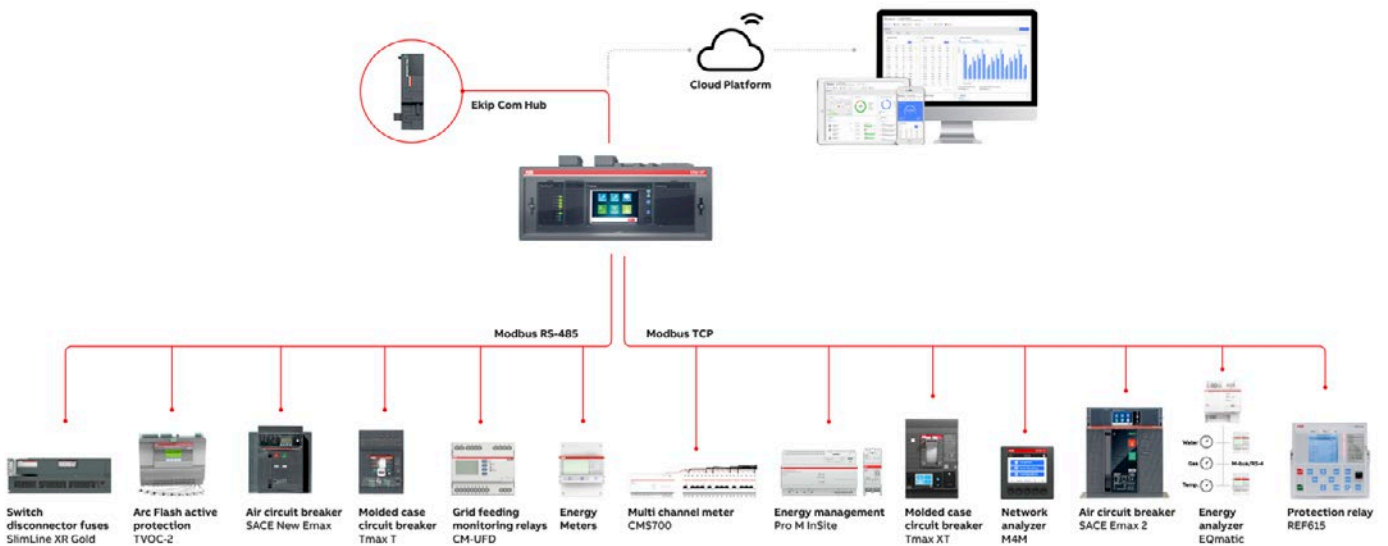 Cloud Platform
Ekip Com Hub
ABB
Modbus RS-485
Modbus TCP
Water
Gas
M-Bus/RS-4
Temp.
Switch
disconnector fuses
SlimLine XR Gold
Arc Flash active
protection
TVOC-2
Air circuit breaker
SACE New Emax
Molded case
circuit breaker
Tmax T
Grid feeding
monitoring relays
CM-UFD
Energy
Meters
Multi channel meter
CMS700
Energy management
Pro M InSite
Molded case
circuit breaker
Tmax XT
Network
analyzer
M4M
Air circuit breaker
SACE Emax 2
Energy
analyzer
EQmatic
Protection relay
REF615